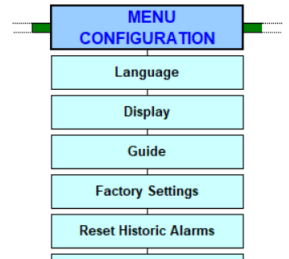 MENU
CONFIGURATION
Language
Display
Guide
Factory Settings
Reset Historic Alarms